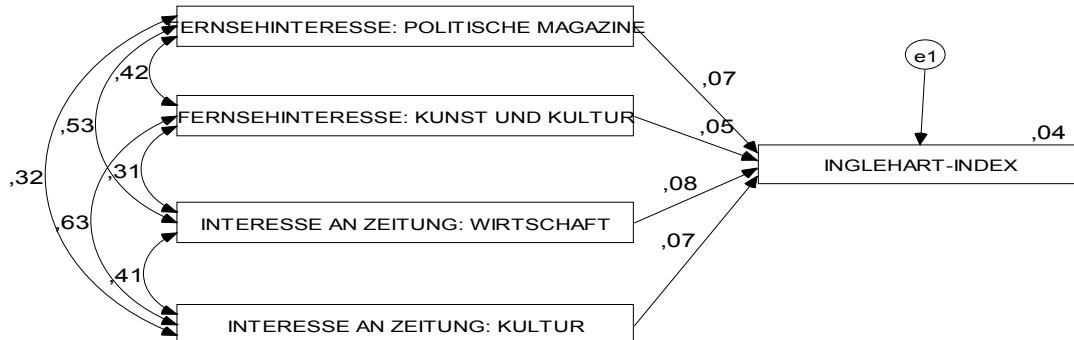 FERNSEHINTERESSE: POLITISCHE MAGAZINE
e1
,42
,07
FERNSEHINTERESSE: KUNST UND KULTUR
,53
,05
,04
INGLEHART-INDEX
,32
,31
,08
,63
INTERESSE AN ZEITUNG: WIRTSCHAFT
,07
,41
INTERESSE AN ZEITUNG: KULTUR